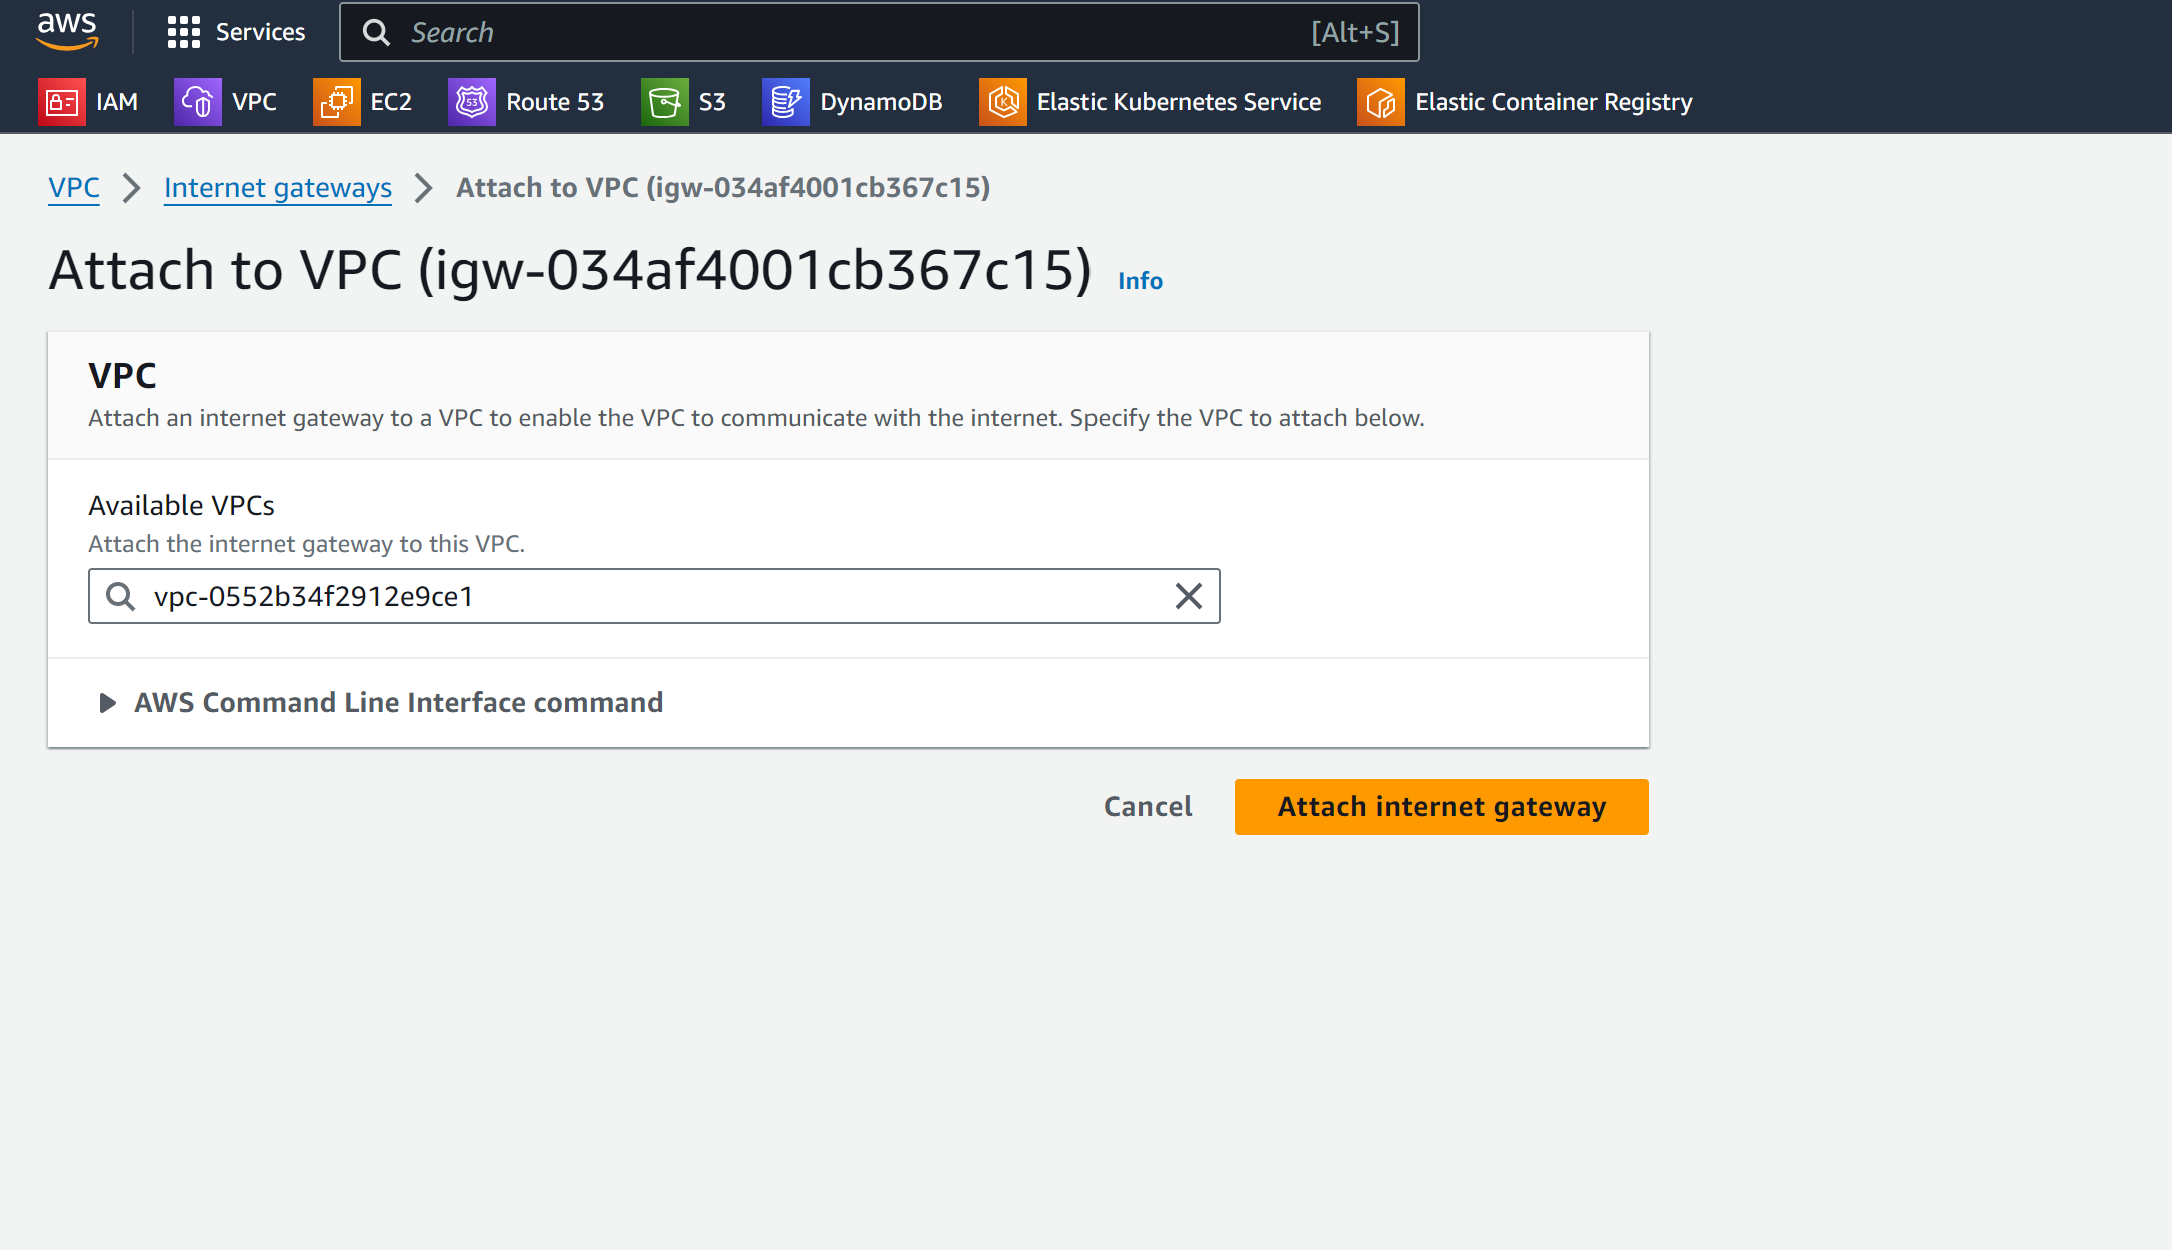 aws Services Search [Alt+S]
IAM VPC EC2 Route 53 S3 DynamoDB Elastic Kubernetes Service Elastic Container Registry
VPC > Internet gateways > Attach to VPC (igw-034af4001cb367c15)
Attach to VPC (igw-034af4001cb367c15) Info
VPC
Attach an internet gateway to a VPC to enable the VPC to communicate with the internet. Specify the VPC to attach below.
Available VPCs
Attach the internet gateway to this VPC.
vpc-0552b34f2912e9ce1
AWS Command Line Interface command
Cancel Attach internet gateway